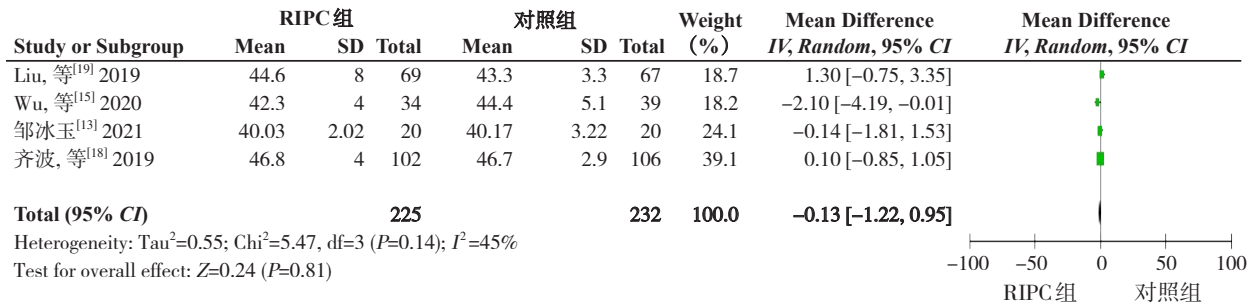 RIPC组 对照组 Weight Mean Difference Mean Difference
Study or Subgroup Mean SD Total Mean SD Total （%） IV, Random, 95% CI IV, Random, 95% CI
Liu, 等[19] 2019 44.6 8 69 43.3 3.3 67 18.7 1.30 [−0.75, 3.35]
Wu, 等[15] 2020 42.3 4 34 44.4 5.1 39 18.2 −2.10 [−4.19, −0.01]
邹冰玉[13] 2021 40.03 2.02 20 40.17 3.22 20 24.1 −0.14 [−1.81, 1.53]
齐波, 等[18] 2019 46.8 4 102 46.7 2.9 106 39.1 0.10 [−0.85, 1.05]
Total (95% CI) 225 232 100.0 −0.13 [−1.22, 0.95]
Heterogeneity: Tau²=0.55; Chi²=5.47, df=3 (P=0.14); I²=45%
Test for overall effect: Z=0.24 (P=0.81)
−100 −50 0 50 100
RIPC组 对照组